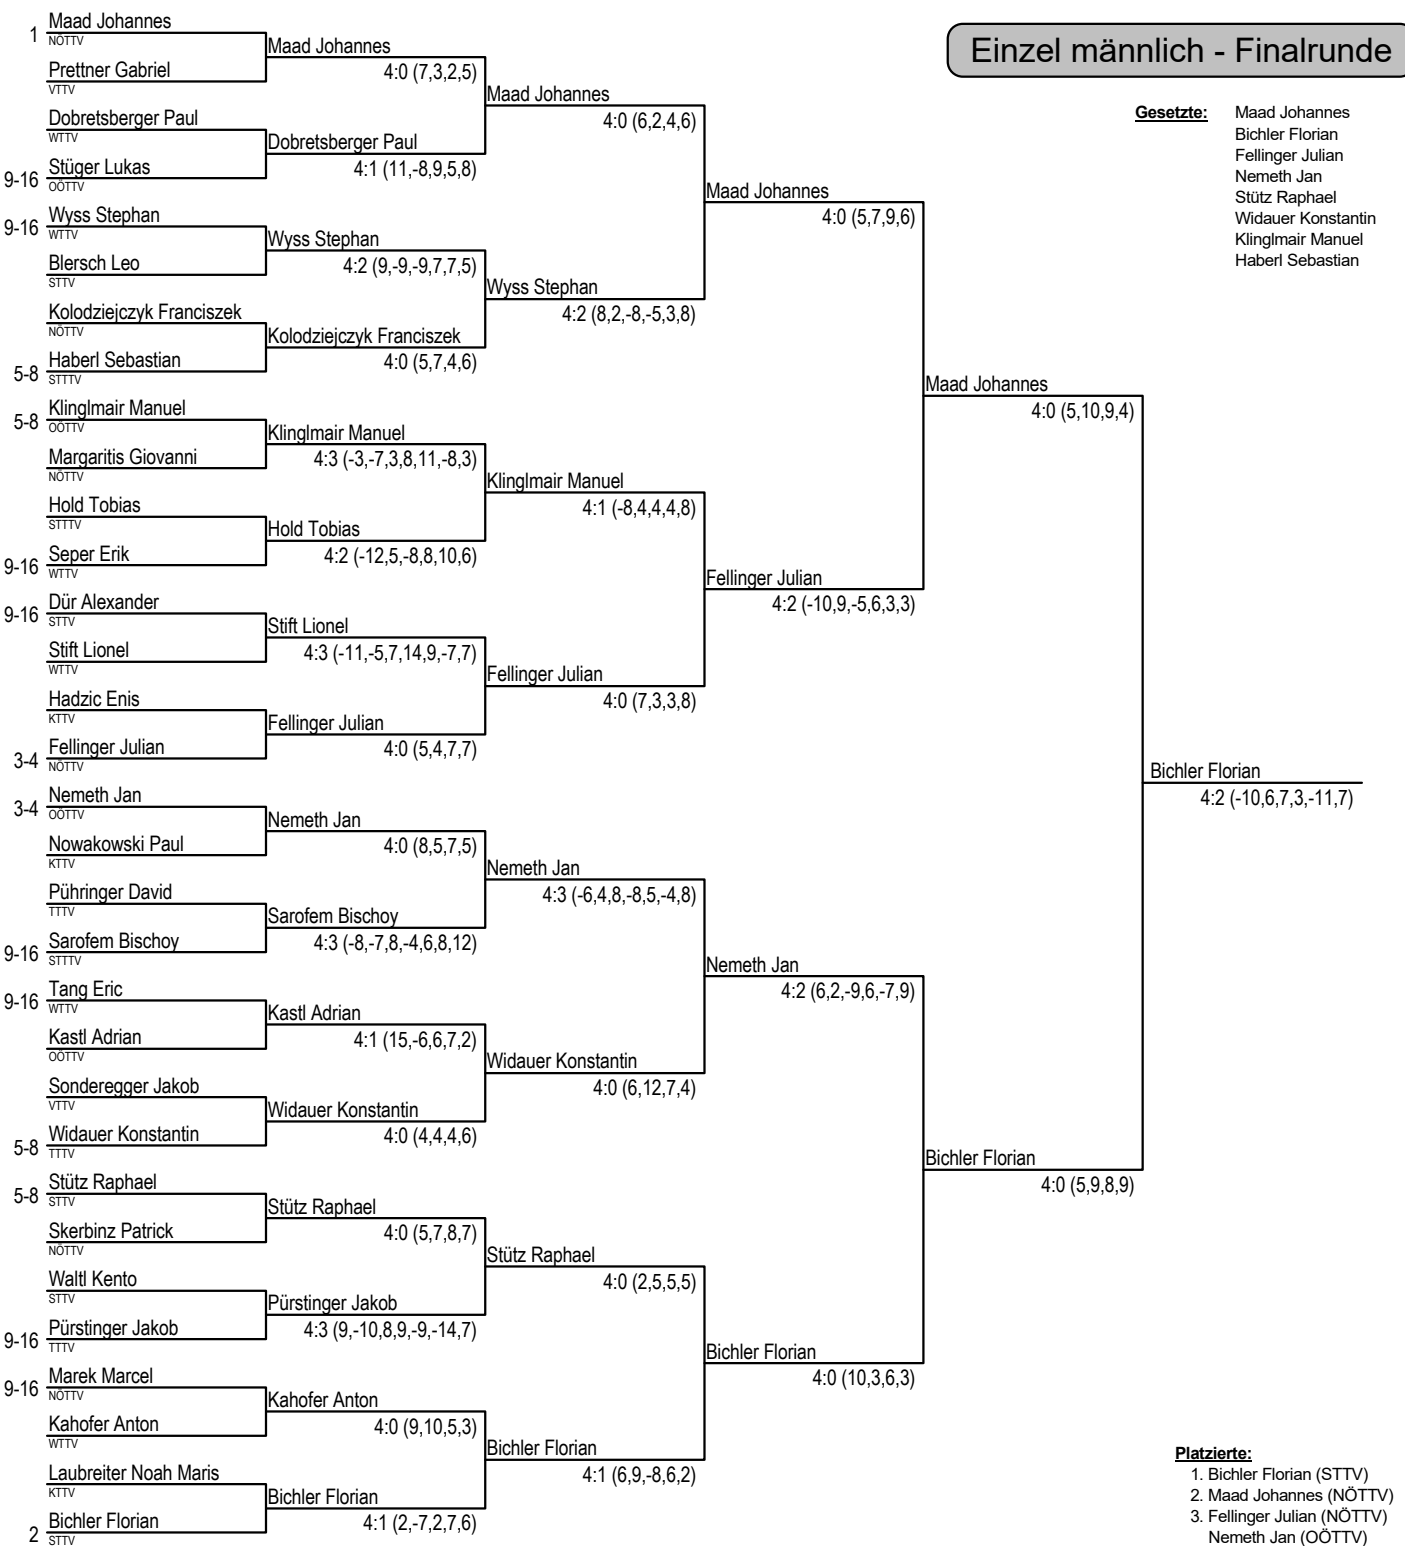 Einzel männlich - Finalrunde
Gesetzte: Maad Johannes
Bichler Florian
Fellinger Julian
Nemeth Jan
Stütz Raphael
Widauer Konstantin
Klinglmair Manuel
Haberl Sebastian
1 Maad Johannes
NÖTTV
Prettner Gabriel
VTTV
Dobretsberger Paul
WTTV
9-16 Stüger Lukas
OÖTTV
9-16 Wyss Stephan
WTTV
Blersch Leo
STTV
Kolodziejczyk Franciszek
NÖTTV
5-8 Haberl Sebastian
STTTV
5-8 Klinglmair Manuel
OÖTTV
Margaritis Giovanni
NÖTTV
Hold Tobias
STTTV
9-16 Seper Erik
WTTV
9-16 Dür Alexander
STTV
Stift Lionel
WTTV
Hadzic Enis
KTTV
3-4 Fellinger Julian
NÖTTV
3-4 Nemeth Jan
OÖTTV
Nowakowski Paul
KTTV
Pühringer David
TTTV
9-16 Sarofem Bischoy
STTTV
9-16 Tang Eric
WTTV
Kastl Adrian
OÖTTV
Sonderegger Jakob
VTTV
5-8 Widauer Konstantin
TTTV
5-8 Stütz Raphael
STTV
Skerbinz Patrick
NÖTTV
Waltl Kento
STTV
9-16 Pürstinger Jakob
TTTV
9-16 Marek Marcel
NÖTTV
Kahofer Anton
WTTV
Laubreiter Noah Maris
KTTV
2 Bichler Florian
STTV
Maad Johannes
4:0 (7,3,2,5)
Dobretsberger Paul
4:1 (11,-8,9,5,8)
Wyss Stephan
4:2 (9,-9,-9,7,7,5)
Kolodziejczyk Franciszek
4:0 (5,7,4,6)
Klinglmair Manuel
4:3 (-3,-7,3,8,11,-8,3)
Hold Tobias
4:2 (-12,5,-8,8,10,6)
Stift Lionel
4:3 (-11,-5,7,14,9,-7,7)
Fellinger Julian
4:0 (5,4,7,7)
Nemeth Jan
4:0 (8,5,7,5)
Sarofem Bischoy
4:3 (-8,-7,8,-4,6,8,12)
Kastl Adrian
4:1 (15,-6,6,7,2)
Widauer Konstantin
4:0 (4,4,4,6)
Stütz Raphael
4:0 (5,7,8,7)
Pürstinger Jakob
4:3 (9,-10,8,9,-9,-14,7)
Kahofer Anton
4:0 (9,10,5,3)
Bichler Florian
4:1 (2,-7,2,7,6)
Maad Johannes
4:0 (6,2,4,6)
Wyss Stephan
4:2 (8,2,-8,-5,3,8)
Klinglmair Manuel
4:1 (-8,4,4,4,8)
Fellinger Julian
4:0 (7,3,3,8)
Nemeth Jan
4:3 (-6,4,8,-8,5,-4,8)
Widauer Konstantin
4:0 (6,12,7,4)
Stütz Raphael
4:0 (2,5,5,5)
Bichler Florian
4:1 (6,9,-8,6,2)
Maad Johannes
4:0 (5,7,9,6)
Fellinger Julian
4:2 (-10,9,-5,6,3,3)
Nemeth Jan
4:2 (6,2,-9,6,-7,9)
Bichler Florian
4:0 (10,3,6,3)
Maad Johannes
4:0 (5,10,9,4)
Bichler Florian
4:0 (5,9,8,9)
Bichler Florian
4:2 (-10,6,7,3,-11,7)
Platzierte:
1. Bichler Florian (STTV)
2. Maad Johannes (NÖTTV)
3. Fellinger Julian (NÖTTV)
Nemeth Jan (OÖTTV)